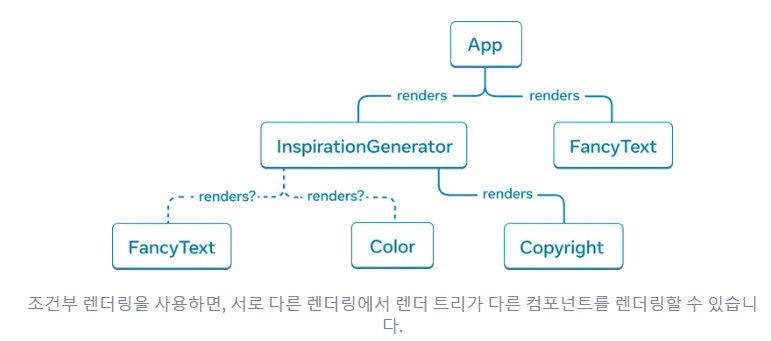 App
renders
renders
InspirationGenerator
FancyText
renders?
renders?
renders
FancyText
Color
Copyright
조건부 렌더링을 사용하면, 서로 다른 렌더링에서 렌더 트리가 다른 컴포넌트를 렌더링할 수 있습니
다.